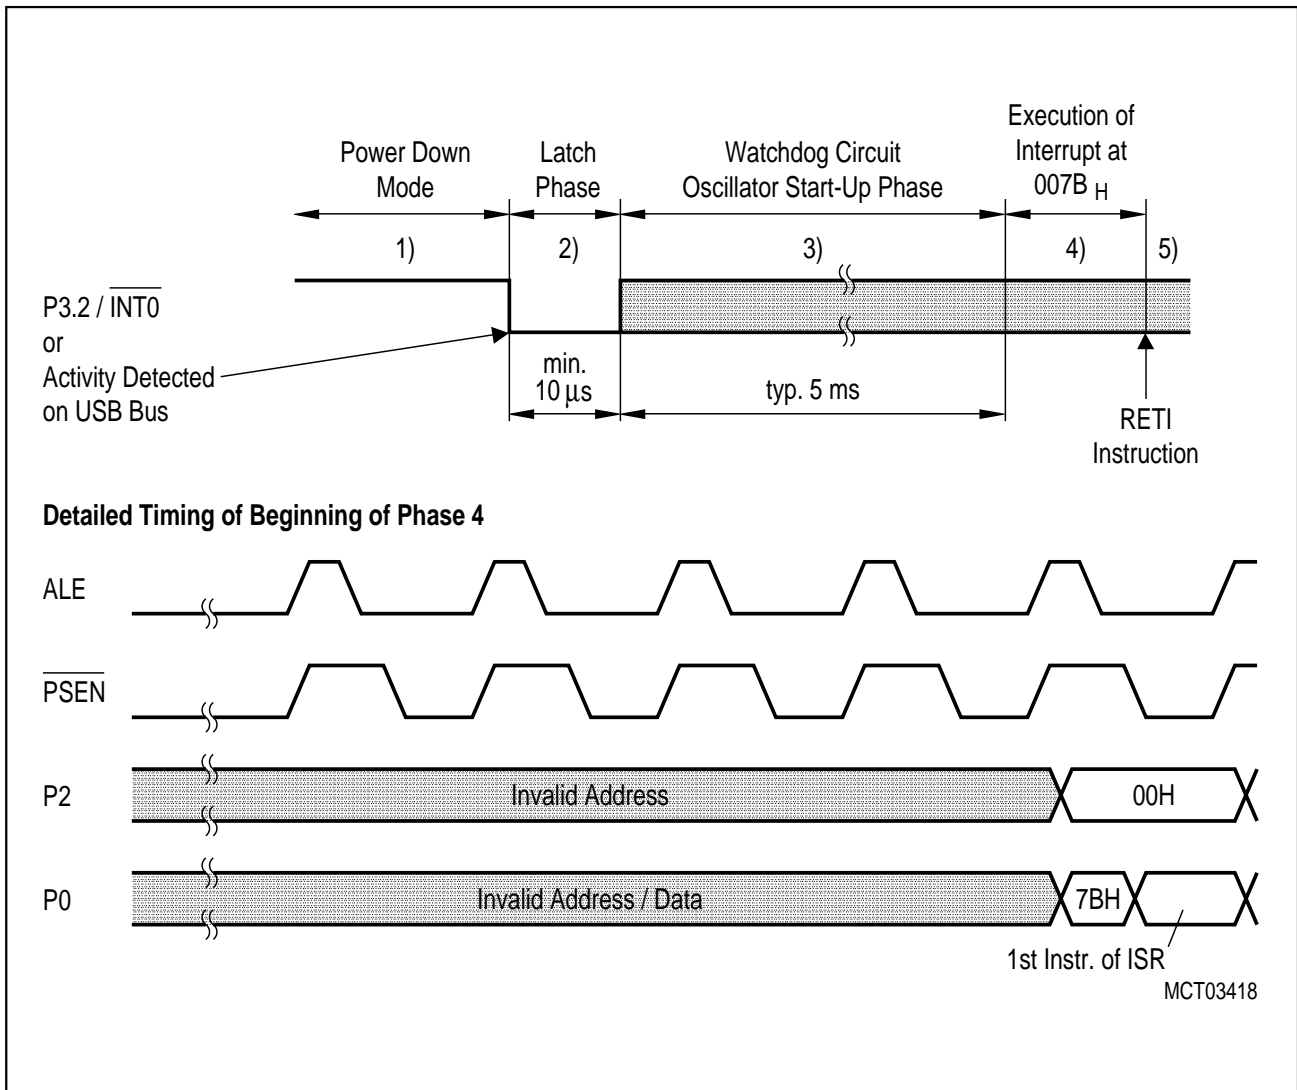 Power Down
Mode
Latch
Phase
Watchdog Circuit
Oscillator Start-Up Phase
Execution of
Interrupt at
007B H
1)
2)
3)
4)
5)
P3.2 / INT0
or
Activity Detected
on USB Bus
min.
10 µs
typ. 5 ms
RETI
Instruction
Detailed Timing of Beginning of Phase 4
ALE
PSEN
P2
Invalid Address
00H
P0
Invalid Address / Data
7BH
1st Instr. of ISR
MCT03418